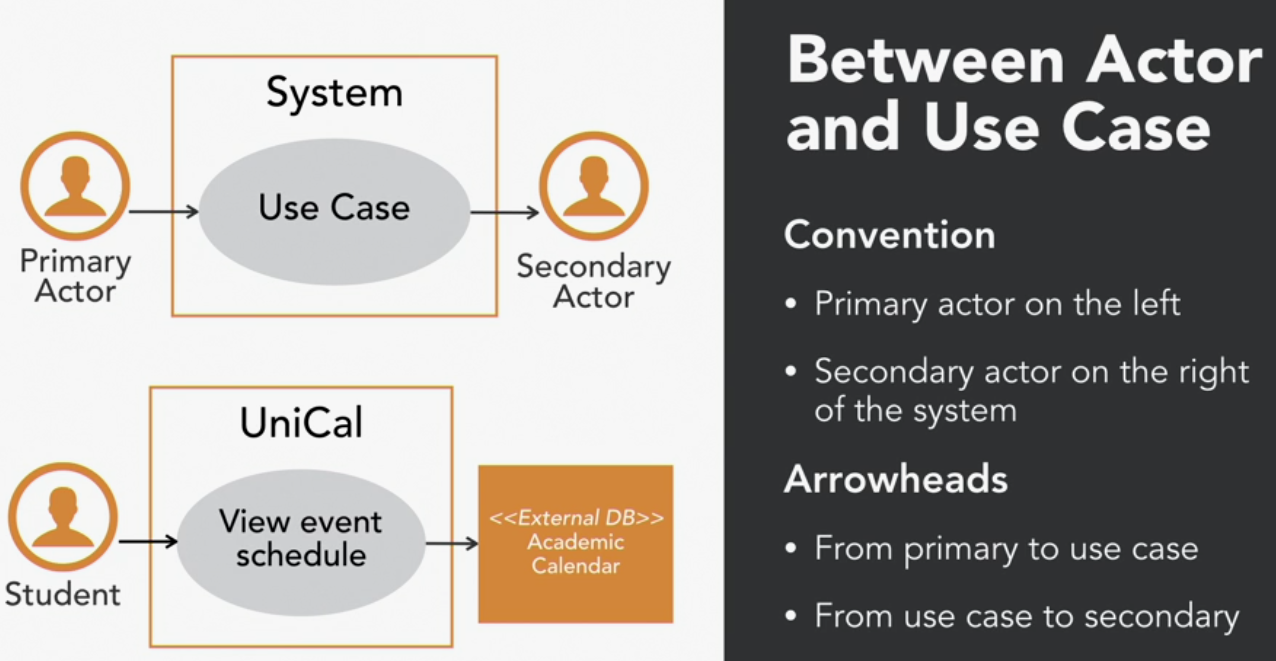 System
Use Case
Primary
Actor
Secondary
Actor
UniCal
View event
schedule
Student
<<External DB>>
Academic
Calendar
Between Actor
and Use Case
Convention
• Primary actor on the left
• Secondary actor on the right
of the system
Arrowheads
• From primary to use case
• From use case to secondary